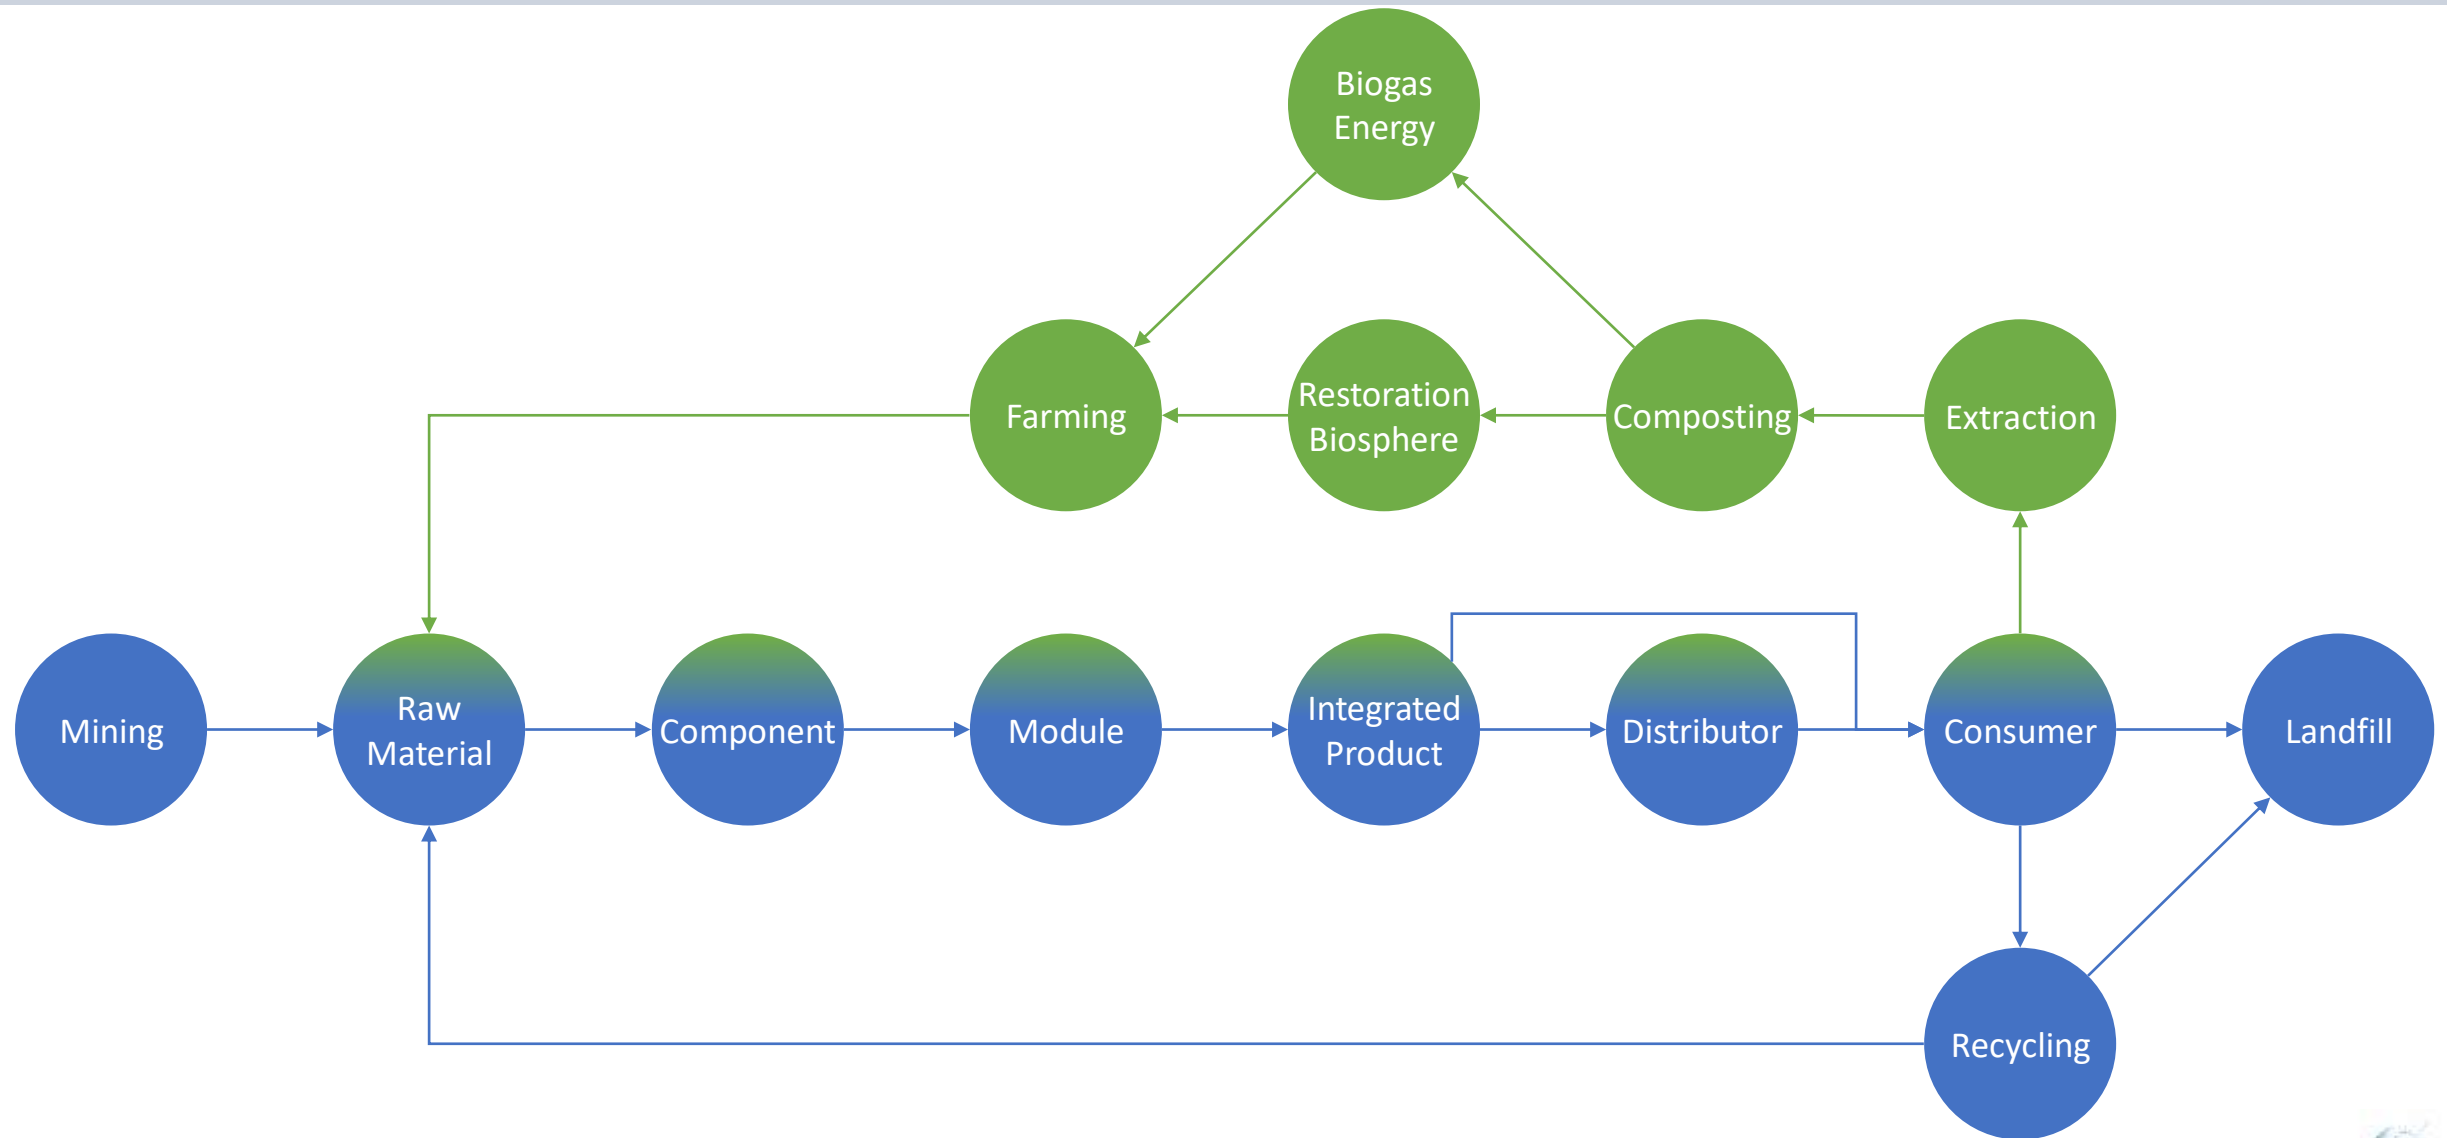 Biogas
Energy
Farming
Restoration
Biosphere
Composting
Extraction
Mining
Raw
Material
Component
Module
Integrated
Product
Distributor
Consumer
Landfill
Recycling